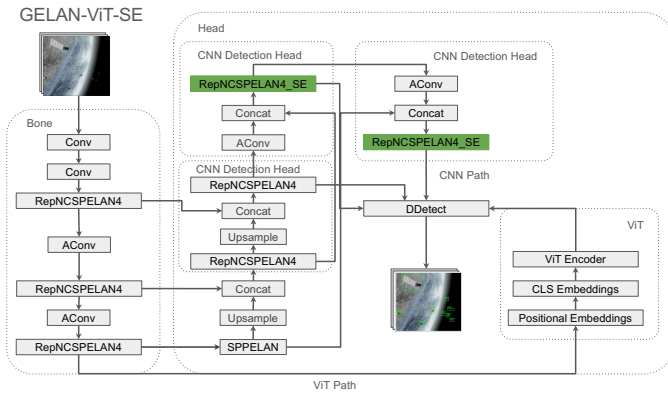 GELAN-ViT-SE
Bone
Conv
Conv
RepNCSPELAN4
AConv
RepNCSPELAN4
AConv
RepNCSPELAN4
Head
CNN Detection Head
RepNCSPELAN4_SE
Concat
AConv
CNN Detection Head
RepNCSPELAN4
Concat
Upsample
RepNCSPELAN4
Concat
Upsample
SPPELAN
CNN Detection Head
AConv
Concat
RepNCSPELAN4_SE
CNN Path
DDetect
ViT
ViT Encoder
CLS Embeddings
Positional Embeddings
ViT Path